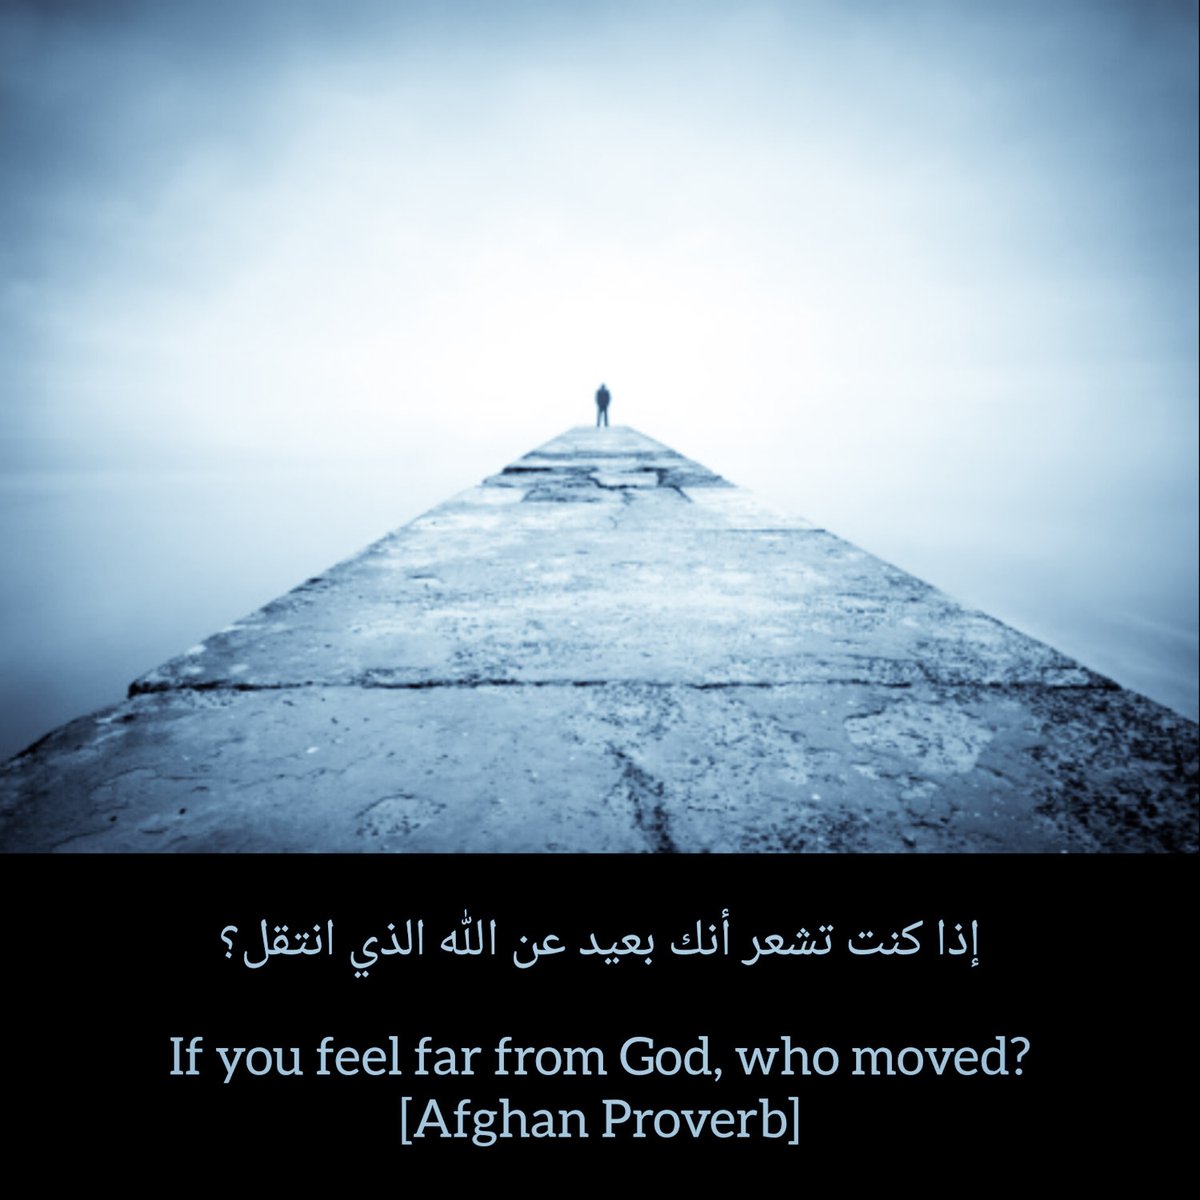 إذا كنت تشعر أنك بعيد عن الله الذي انتقل؟
If you feel far from God, who moved?
[Afghan Proverb]